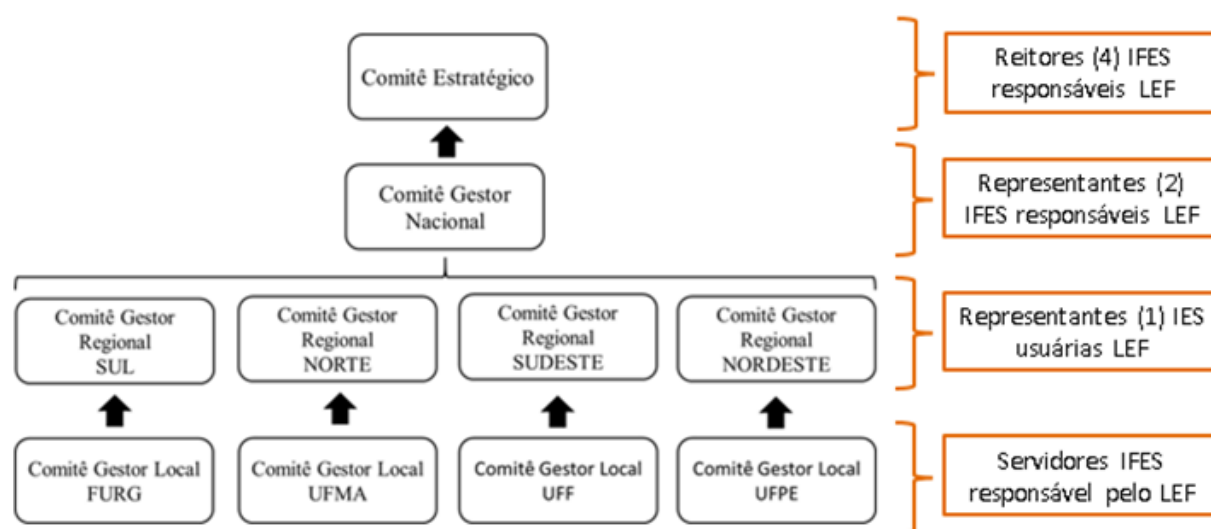 Comitê Estratégico
Reitores (4) IFES
responsáveis LEF
Comitê Gestor
Nacional
Representantes (2)
IFES responsáveis LEF
Comitê Gestor
Regional
SUL
Comitê Gestor
Regional
NORTE
Comitê Gestor
Regional
SUDESTE
Comitê Gestor
Regional
NORDESTE
Representantes (1) IES
usuárias LEF
Comitê Gestor Local
FURG
Comitê Gestor Local
UFMA
Comitê Gestor Local
UFF
Comitê Gestor Local
UFPE
Servidores IFES
responsável pelo LEF